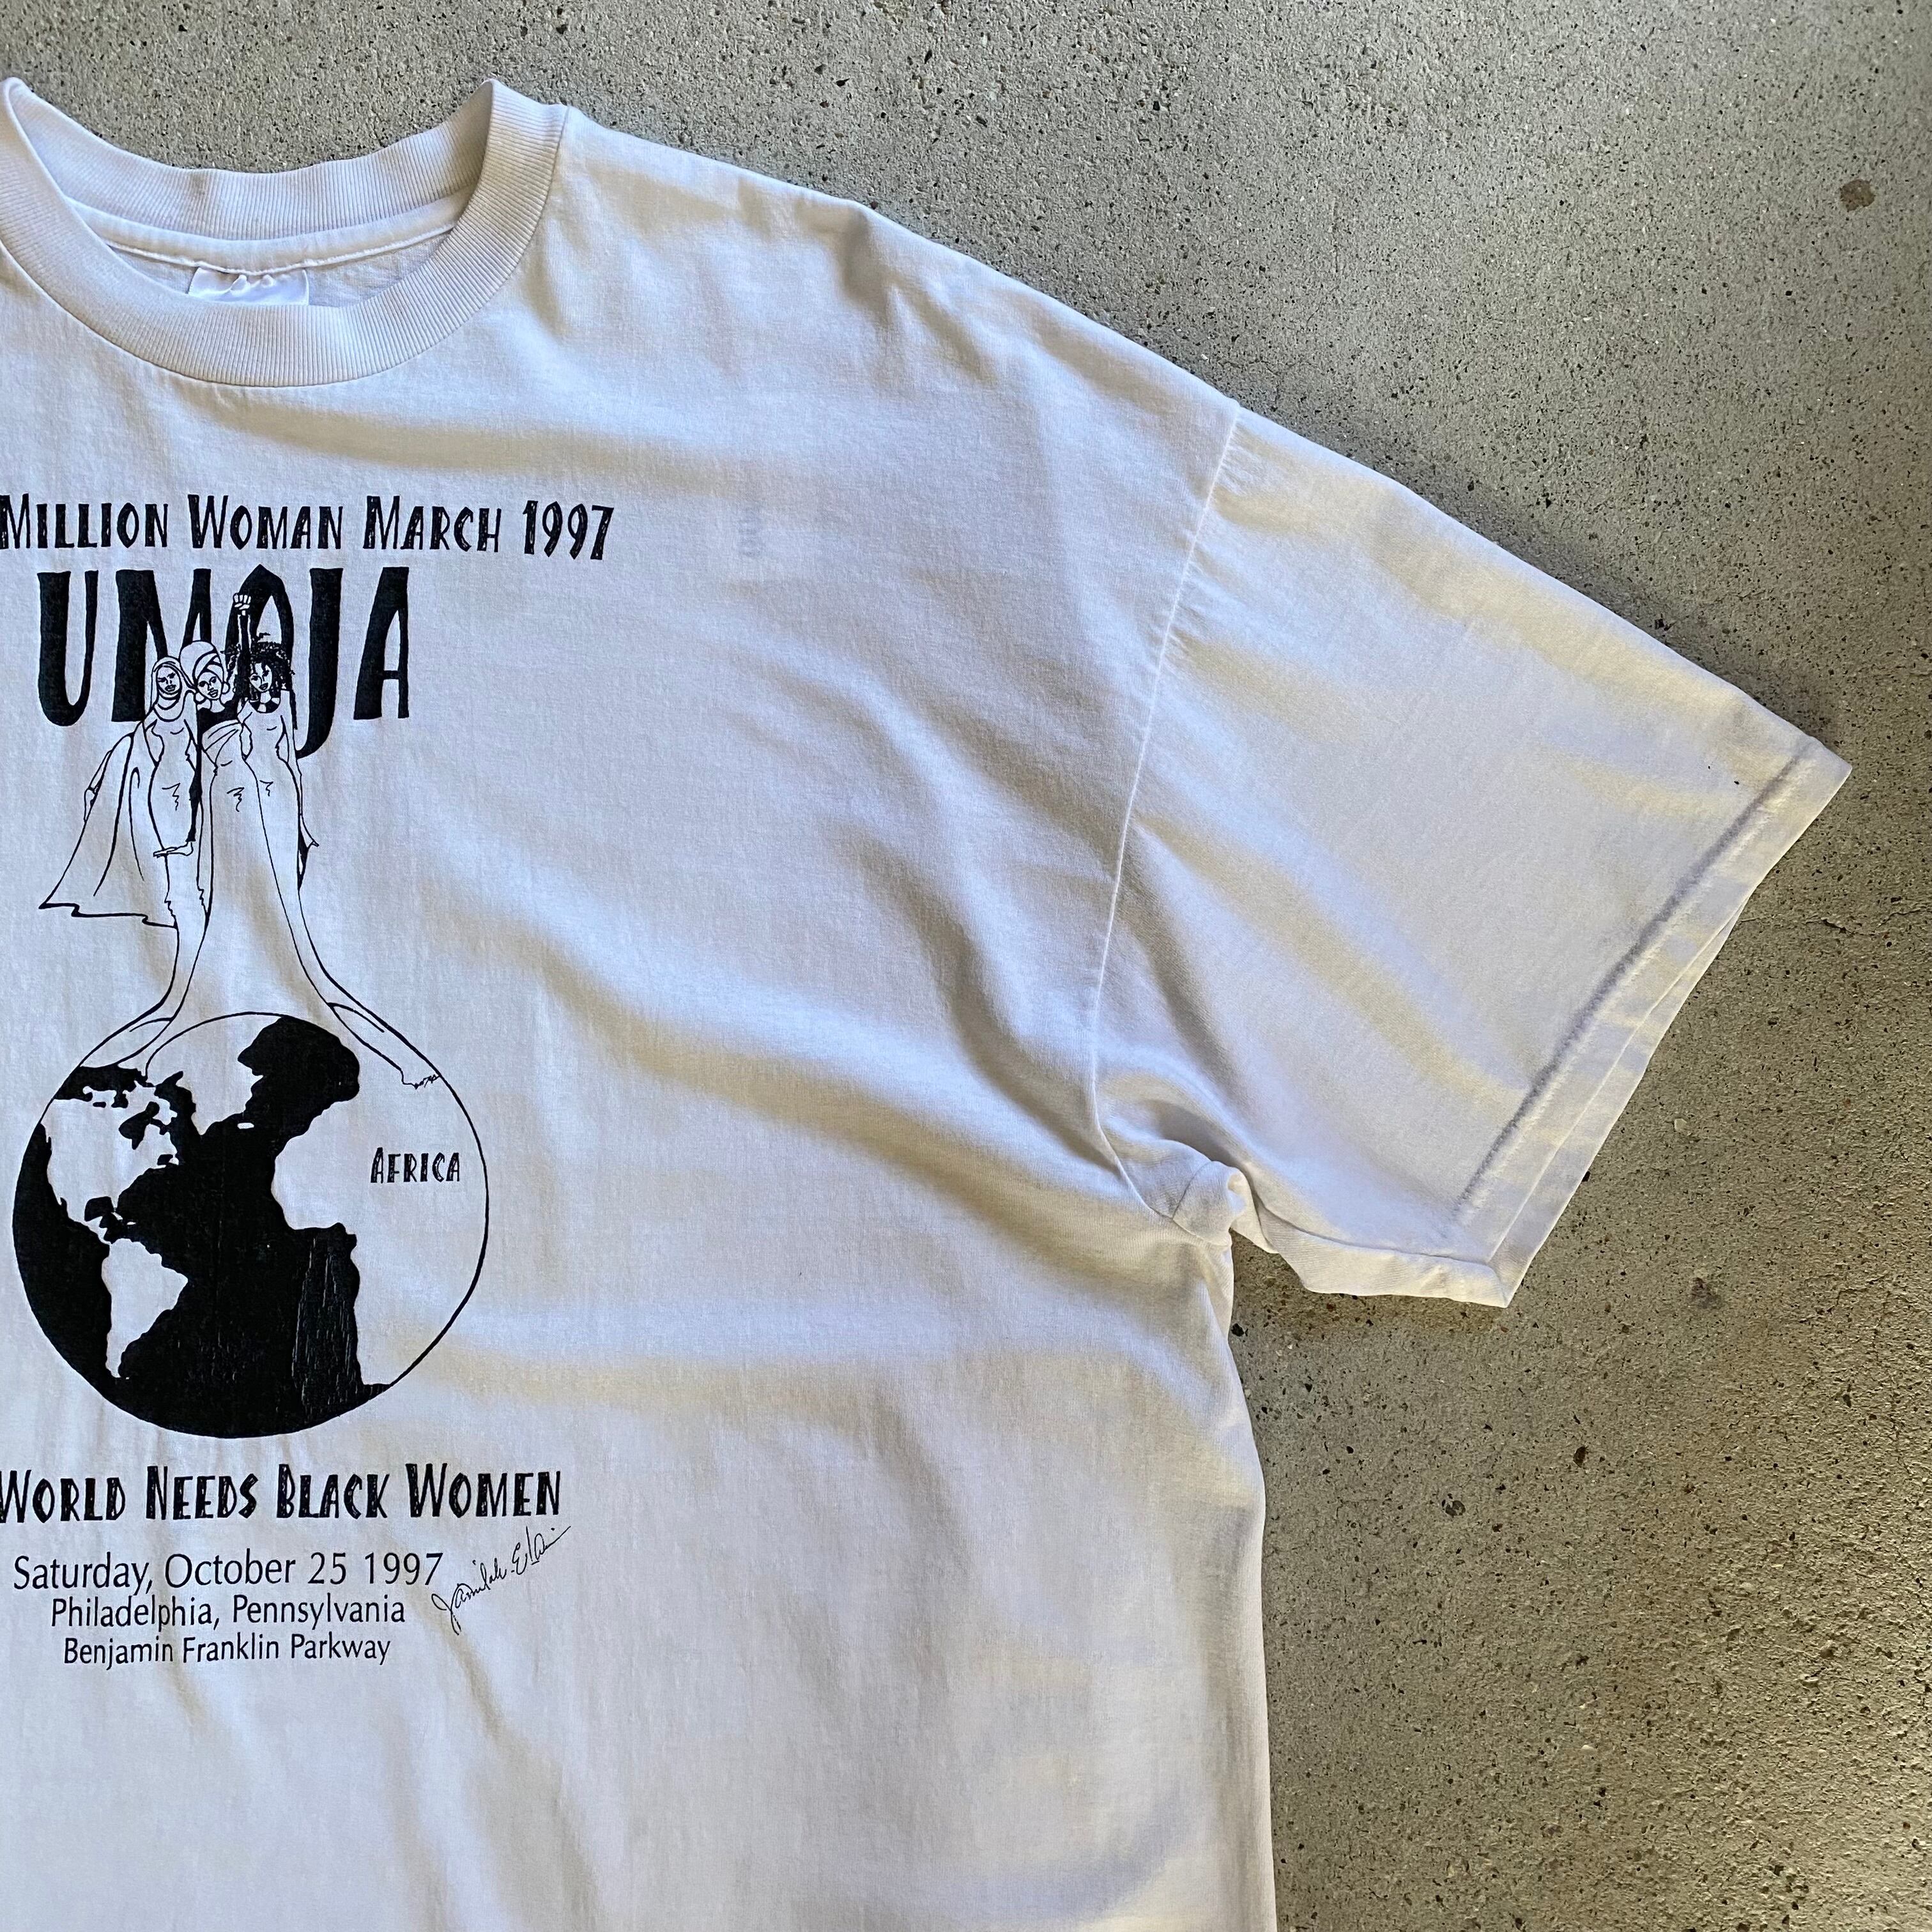 MILLION WOMAN MARCH 1997
UMOJA
AFRICA
WORLD NEEDS BLACK WOMEN
Saturday, October 25 1997
Philadelphia, Pennsylvania
Benjamin Franklin Parkway